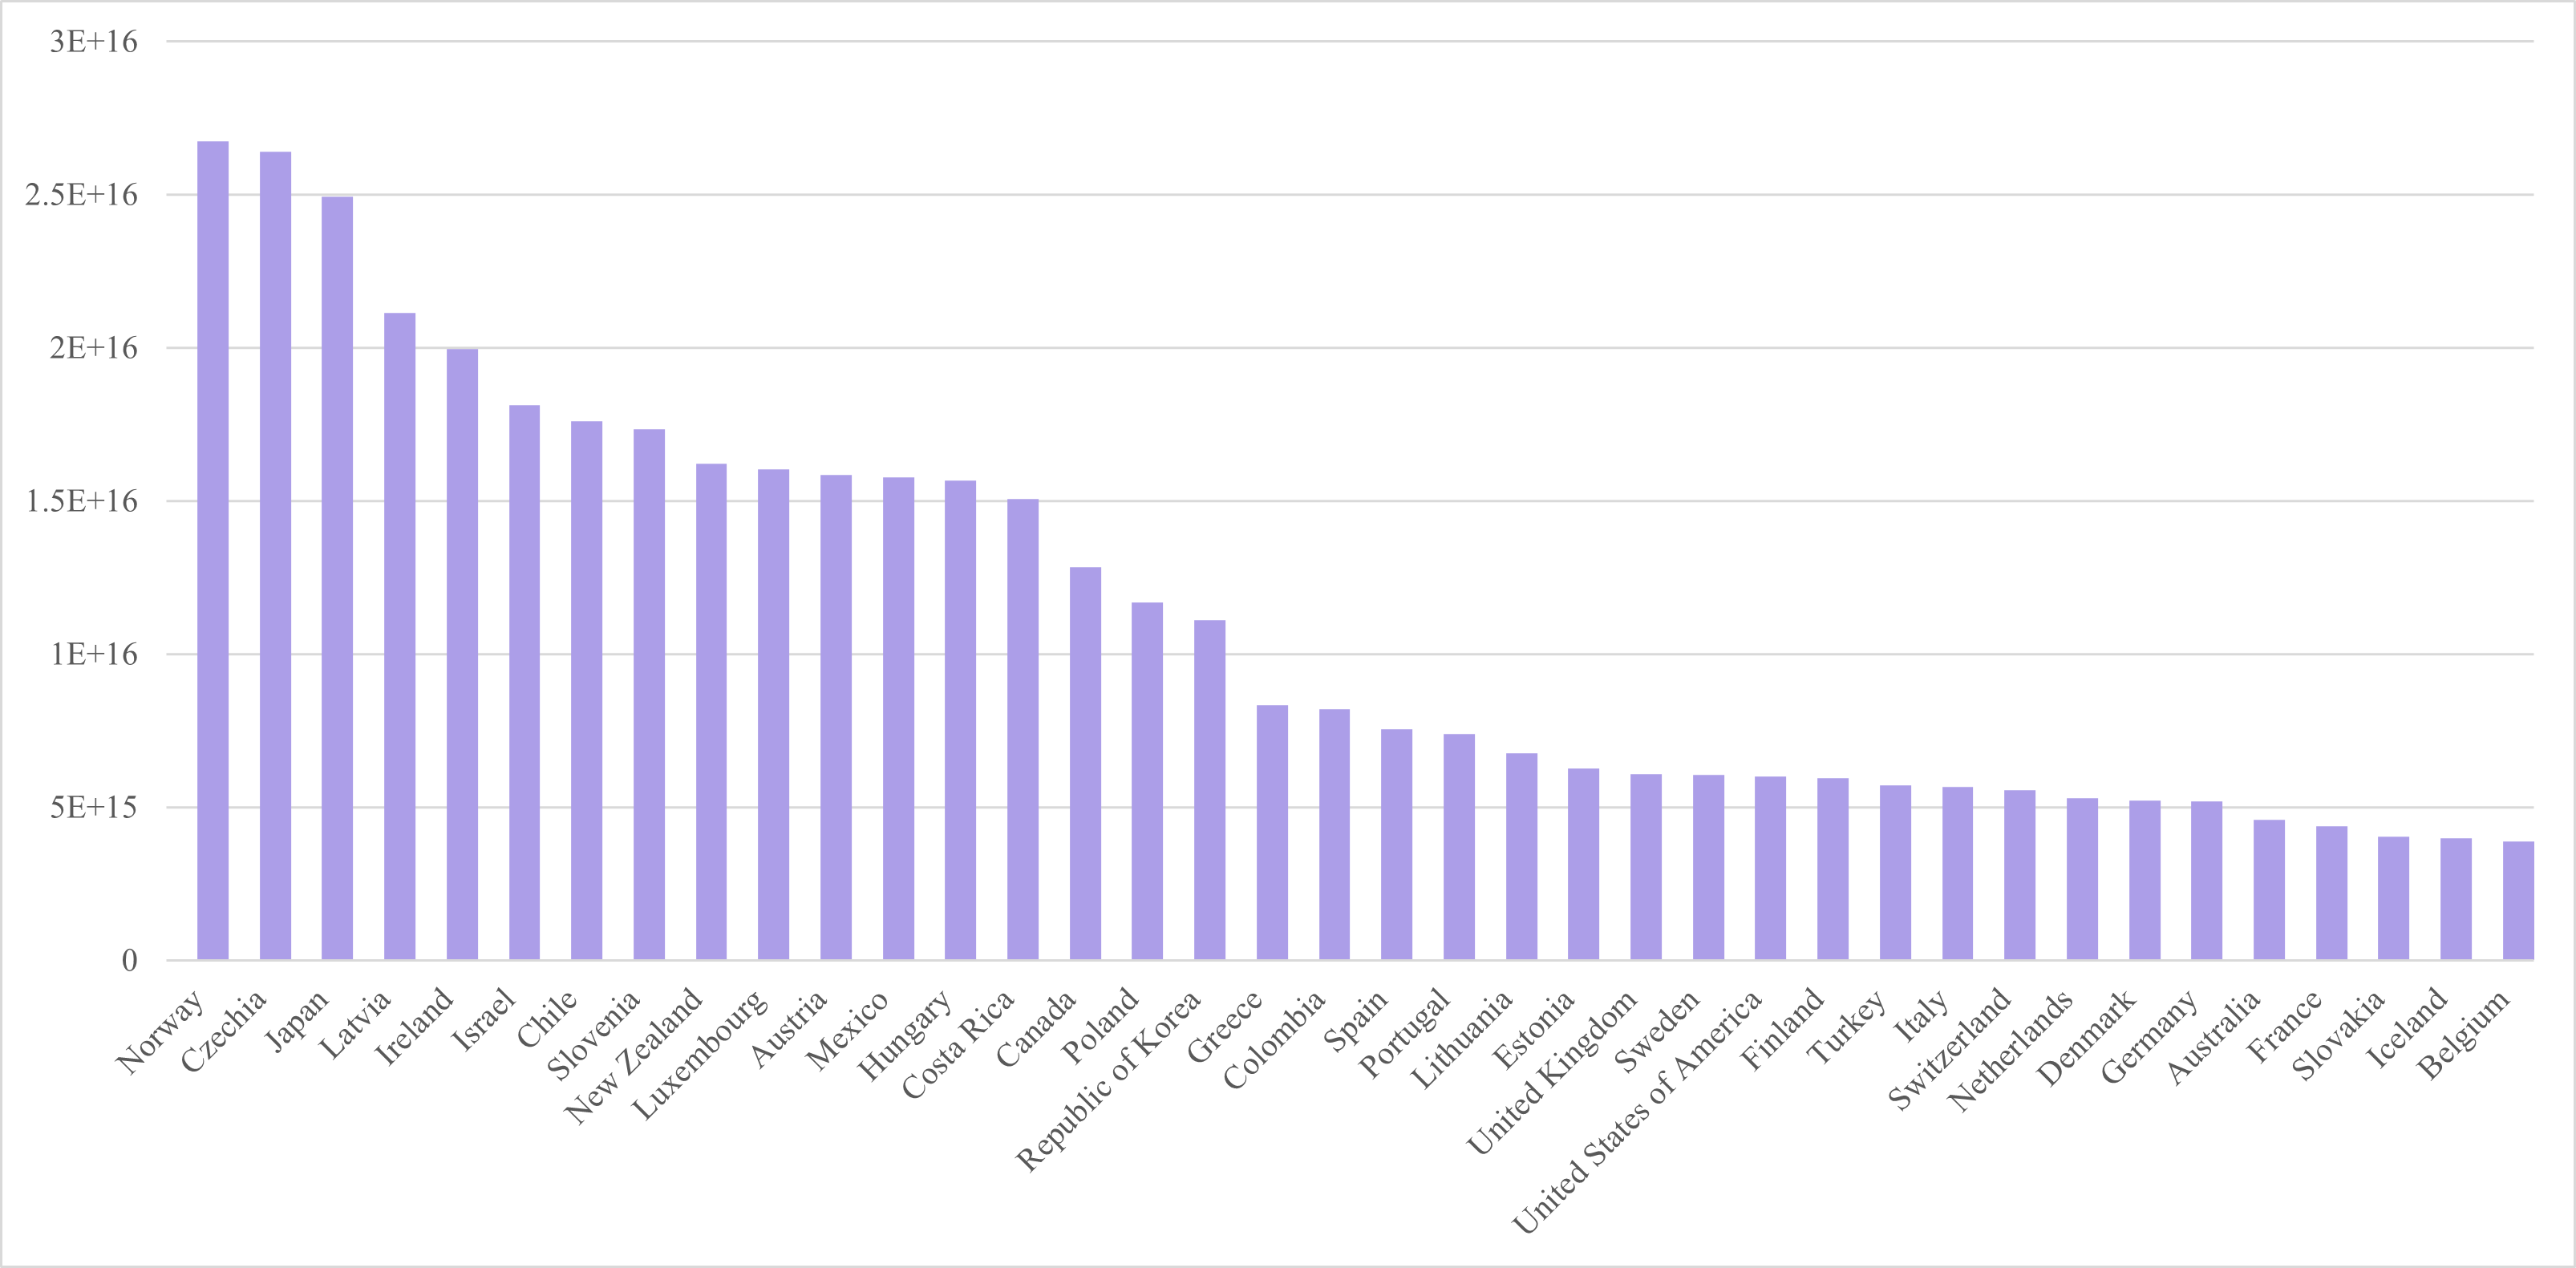 3E+16
2.5E+16
2E+16
1.5E+16
1E+16
5E+15
0
Norway
Czechia
Japan
Latvia
Ireland
Israel
Chile
Slovenia
New Zealand
Luxembourg
Austria
Mexico
Hungary
Costa Rica
Canada
Poland
Republic of Korea
Greece
Colombia
Spain
Portugal
Lithuania
Estonia
United Kingdom
Sweden
United States of America
Finland
Turkey
Italy
Switzerland
Netherlands
Denmark
Germany
Australia
France
Slovakia
Iceland
Belgium